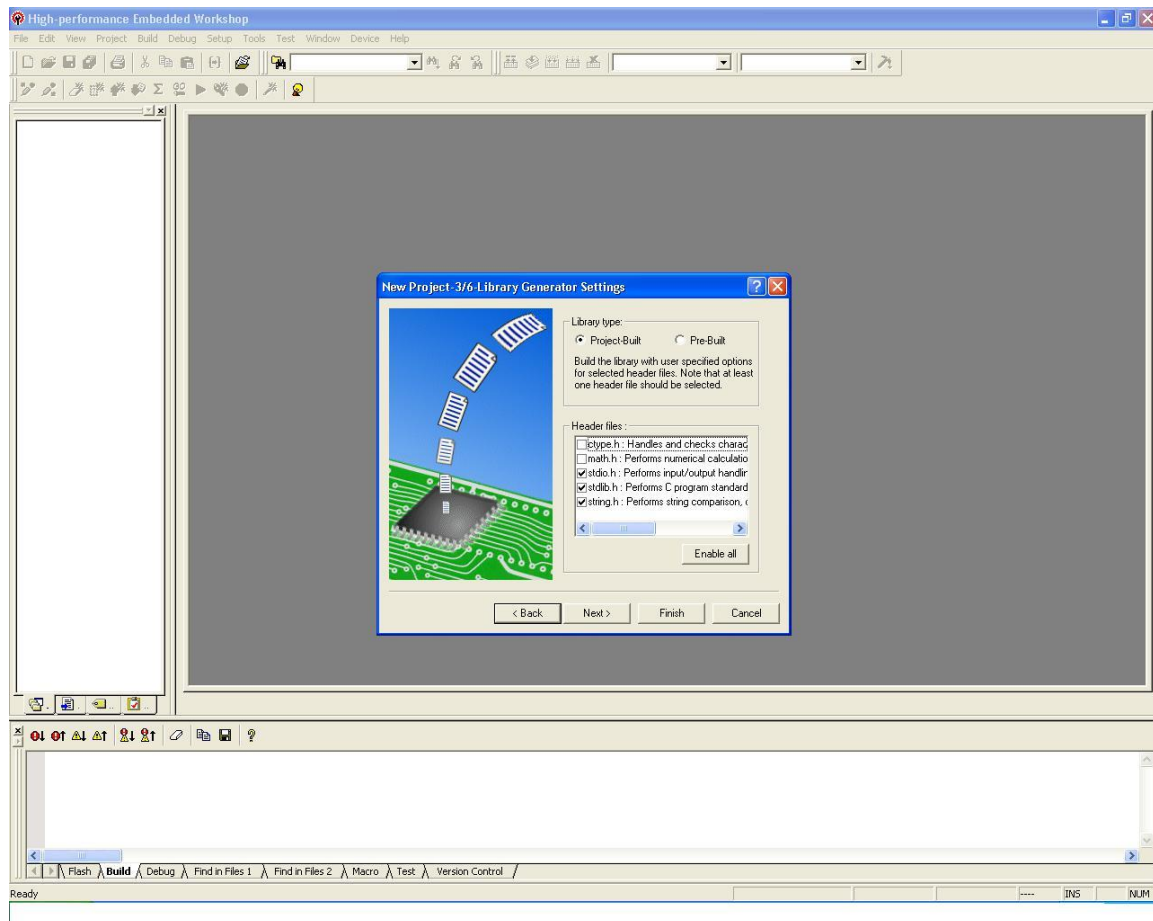 High-performance Embedded Workshop
File Edit View Project Build Debug Setup Tools Test Window Device Help
New Project-3/6-Library Generator Settings
Library type:
Project-Built Pre-Built
Build the library with user specified options
for selected header files. Note that at least
one header file should be selected.
Header files :
ctype.h : Handles and checks charac
math.h : Performs numerical calculatio
stdio.h : Performs input/output handlin
stdlib.h : Performs C program standard
string.h : Performs string comparison, c
Enable all
< Back Next > Finish Cancel
Flash Build Debug Find in Files 1 Find in Files 2 Macro Test Version Control
Ready ---- INS NUM